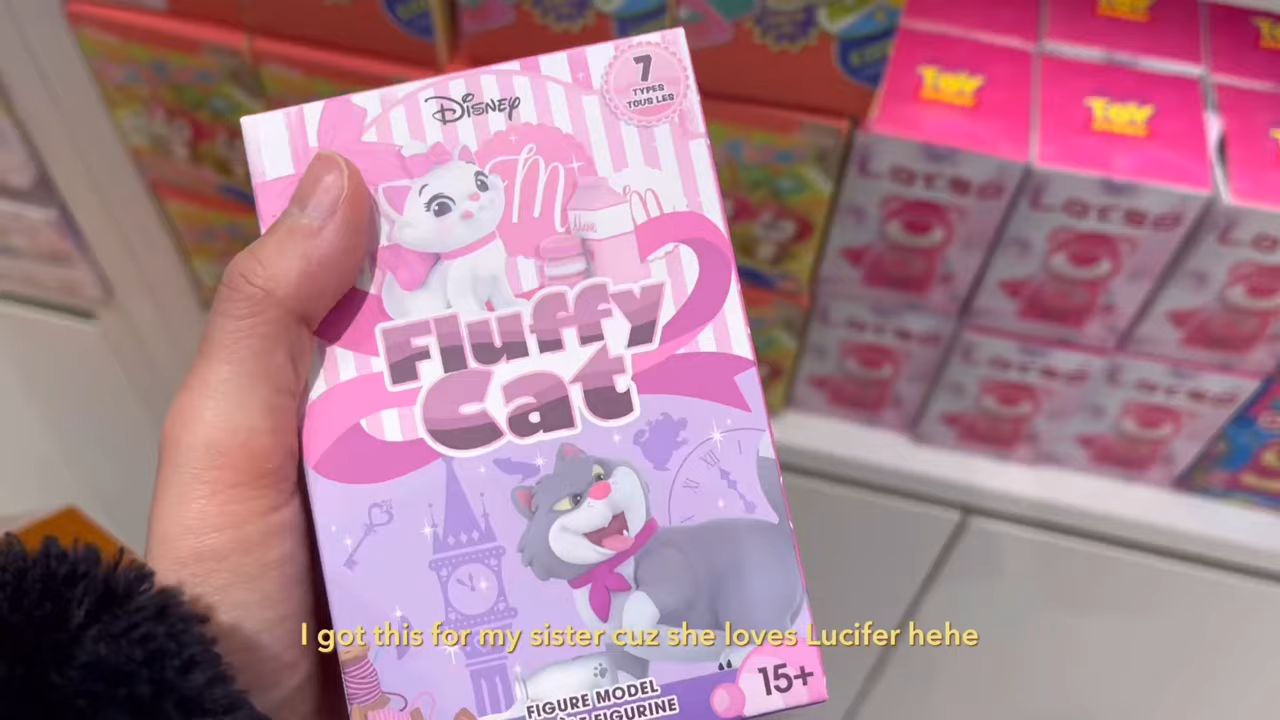 Disney
7
TYPES
TOUS LES
M
Fluffy
Cat
XII
I got this for my sister cuz she loves Lucifer hehe
15+
FIGURE MODEL
FIGURINE
TOY
TOY
Lotso
Lotso